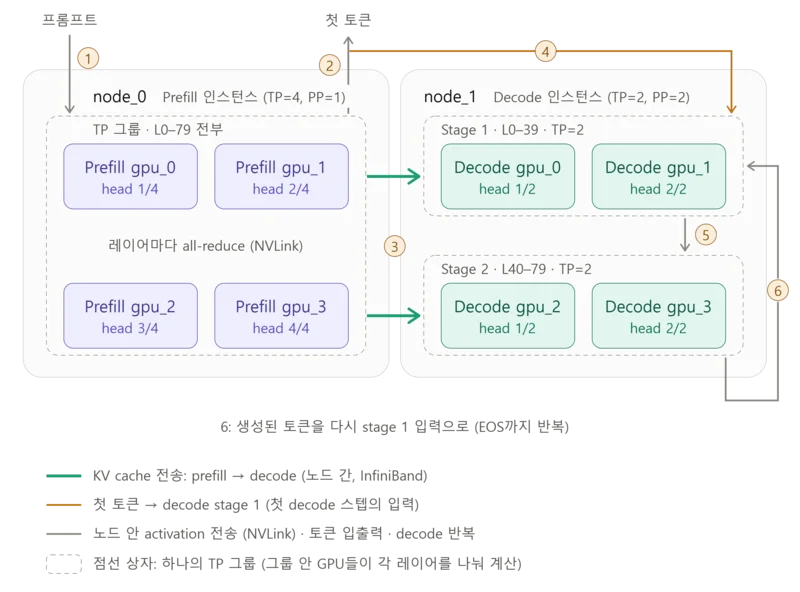 프롬프트
첫 토큰
1
2
4
node_0 Prefill 인스턴스 (TP=4, PP=1)
node_1 Decode 인스턴스 (TP=2, PP=2)
TP 그룹 · L0–79 전부
Stage 1 · L0–39 · TP=2
Prefill gpu_0
head 1/4
Prefill gpu_1
head 2/4
Decode gpu_0
head 1/2
Decode gpu_1
head 2/2
레이어마다 all-reduce (NVLink)
3
5
Stage 2 · L40–79 · TP=2
6
Prefill gpu_2
head 3/4
Prefill gpu_3
head 4/4
Decode gpu_2
head 1/2
Decode gpu_3
head 2/2
6: 생성된 토큰을 다시 stage 1 입력으로 (EOS까지 반복)
KV cache 전송: prefill → decode (노드 간, InfiniBand)
첫 토큰 → decode stage 1 (첫 decode 스텝의 입력)
노드 안 activation 전송 (NVLink) · 토큰 입출력 · decode 반복
점선 상자: 하나의 TP 그룹 (그룹 안 GPU들이 각 레이어를 나눠 계산)